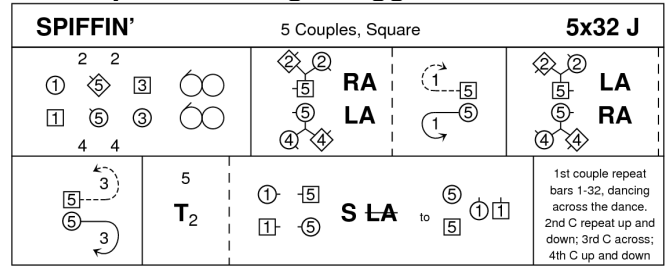 SPIFFIN' 5 Couples, Square 5x32 J
2 2
1 5 3
1 5 3
4 4
2 2
5 RA
5 LA
4 4
1 5
1 5
2 2
5 LA
5 RA
4 4
3
5
5
3
5
T2
1 5
1 5
S LA to
5 1 1
5
1st couple repeat
bars 1-32, dancing
across the dance.
2nd C repeat up and
down; 3rd C across;
4th C up and down